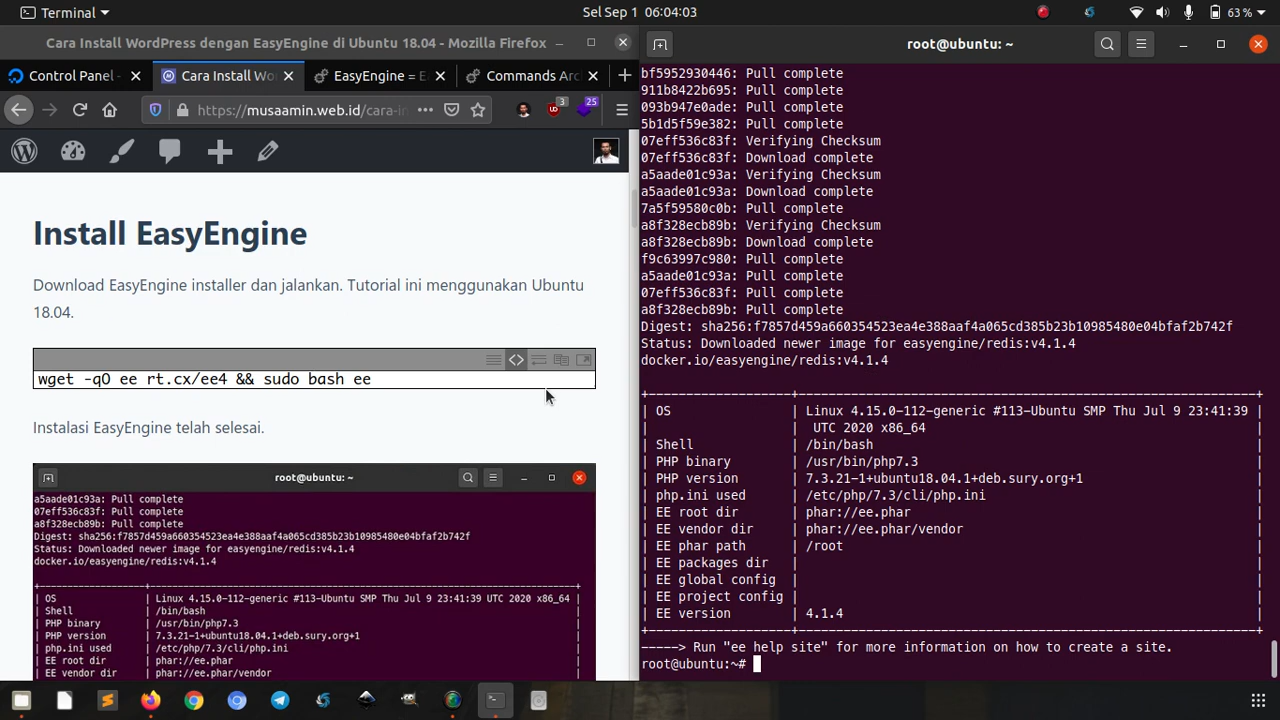 Terminal
Sel Sep 1 06:04:03
63 %
Cara Install WordPress dengan EasyEngine di Ubuntu 18.04 - Mozilla Firefox
Control Panel -
Cara Install Wo
EasyEngine = E
Commands Arc
https://musaamin.web.id/cara-i
3
25
Install EasyEngine
Download EasyEngine installer dan jalankan. Tutorial ini menggunakan Ubuntu
18.04.
wget -qO ee rt.cx/ee4 && sudo bash ee
Instalasi EasyEngine telah selesai.
root@ubuntu: ~
a5aade01c93a: Pull complete
07eff536c83f: Pull complete
a8f328ecb89b: Pull complete
Digest: sha256:f7857d459a660354523ea4e388aaf4a065cd385b23b10985480e04bfaf2b742f
Status: Downloaded newer image for easyengine/redis:v4.1.4
docker.io/easyengine/redis:v4.1.4
OS Linux 4.15.0-112-generic #113-Ubuntu SMP Thu Jul 9 23:41:39 UTC 2020 x86_64
Shell /bin/bash
PHP binary /usr/bin/php7.3
PHP version 7.3.21-1+ubuntu18.04.1+deb.sury.org+1
php.ini used /etc/php/7.3/cli/php.ini
EE root dir phar://ee.phar
EE vendor dir phar://ee.phar/vendor
root@ubuntu: ~
bf5952930446: Pull complete
911b8422b695: Pull complete
093b947e0ade: Pull complete
5b1d5f59e382: Pull complete
07eff536c83f: Verifying Checksum
07eff536c83f: Download complete
a5aade01c93a: Verifying Checksum
a5aade01c93a: Download complete
7a5f59580c0b: Pull complete
a8f328ecb89b: Verifying Checksum
a8f328ecb89b: Download complete
f9c63997c980: Pull complete
a5aade01c93a: Pull complete
07eff536c83f: Pull complete
a8f328ecb89b: Pull complete
Digest: sha256:f7857d459a660354523ea4e388aaf4a065cd385b23b10985480e04bfaf2b742f
Status: Downloaded newer image for easyengine/redis:v4.1.4
docker.io/easyengine/redis:v4.1.4
+-------------------+----------------------------------------------------------+
| OS | Linux 4.15.0-112-generic #113-Ubuntu SMP Thu Jul 9 23:41:39 |
| | UTC 2020 x86_64 |
| Shell | /bin/bash |
| PHP binary | /usr/bin/php7.3 |
| PHP version | 7.3.21-1+ubuntu18.04.1+deb.sury.org+1 |
| php.ini used | /etc/php/7.3/cli/php.ini |
| EE root dir | phar://ee.phar |
| EE vendor dir | phar://ee.phar/vendor |
| EE phar path | /root |
| EE packages dir | |
| EE global config | |
| EE project config | |
| EE version | 4.1.4 |
+-------------------+----------------------------------------------------------+
-----> Run "ee help site" for more information on how to create a site.
root@ubuntu:~#